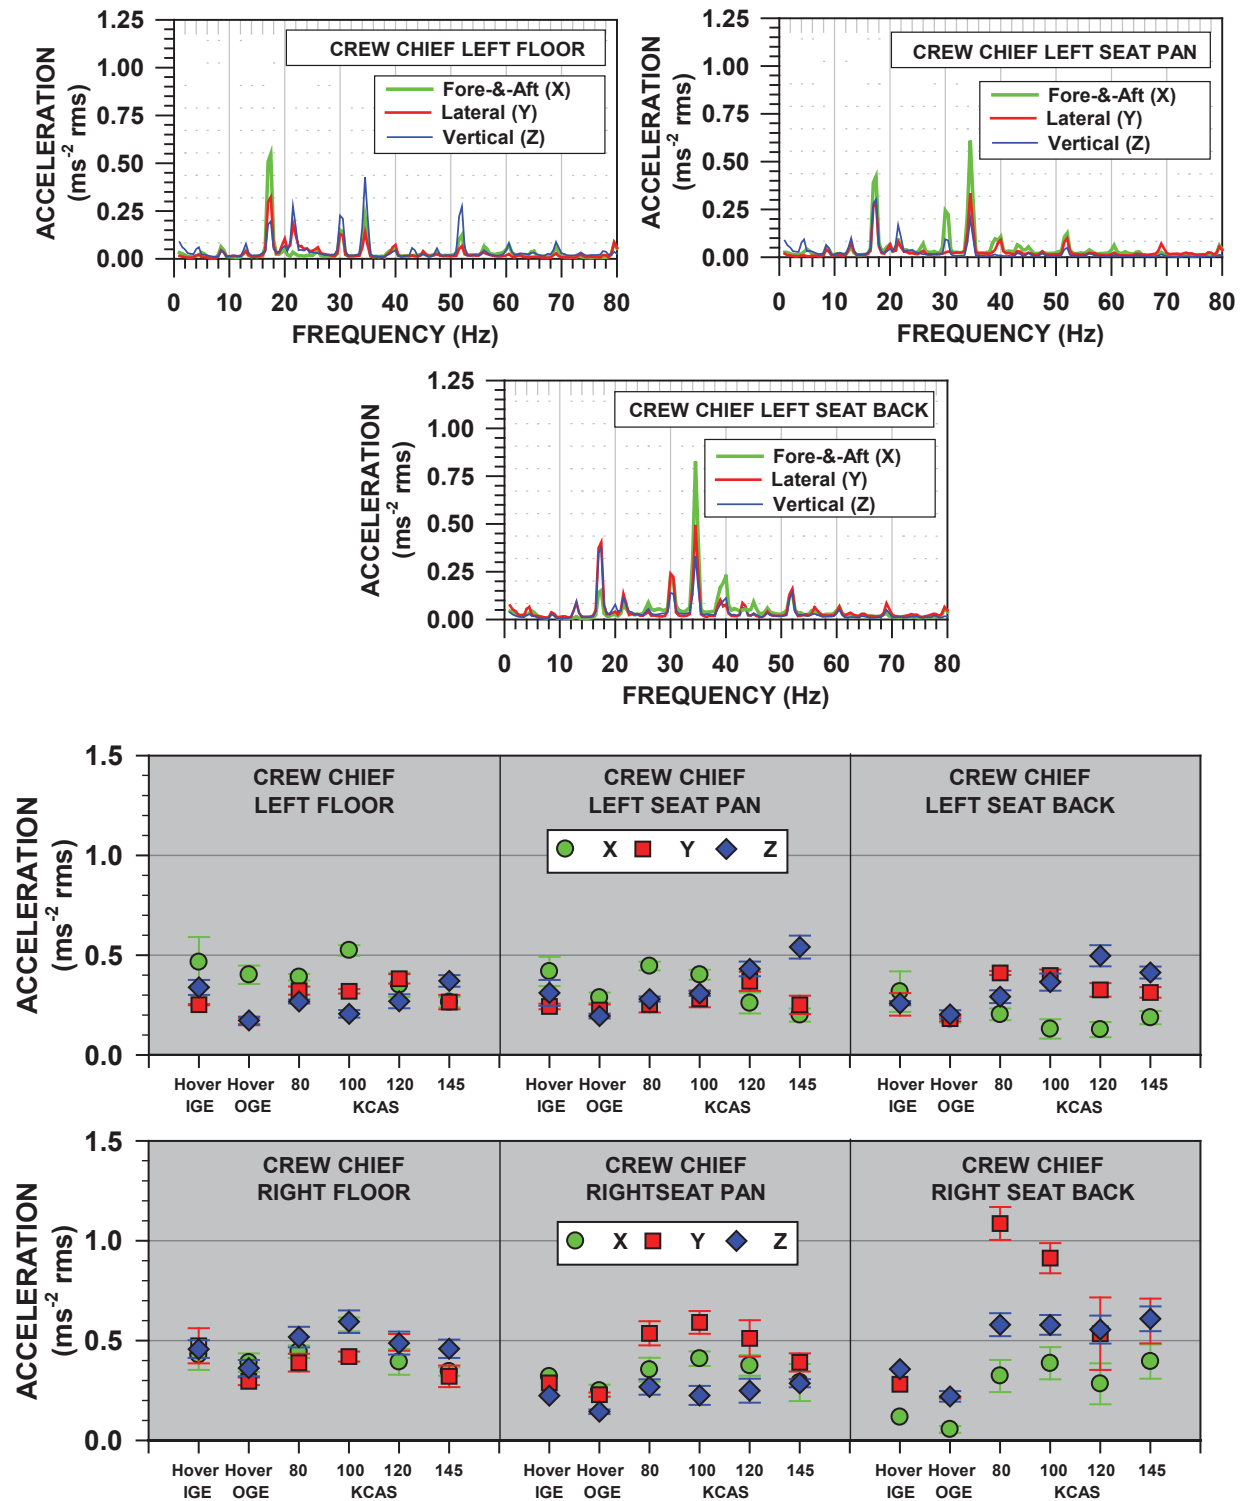 CREW CHIEF LEFT FLOOR
Fore-&-Aft (X)
Lateral (Y)
Vertical (Z)
ACCELERATION
(ms-2 rms)
1.25
1.00
0.75
0.50
0.25
0.00
0 10 20 30 40 50 60 70 80
FREQUENCY (Hz)
CREW CHIEF LEFT SEAT PAN
Fore-&-Aft (X)
Lateral (Y)
Vertical (Z)
ACCELERATION
(ms-2 rms)
1.25
1.00
0.75
0.50
0.25
0.00
0 10 20 30 40 50 60 70 80
FREQUENCY (Hz)
CREW CHIEF LEFT SEAT BACK
Fore-&-Aft (X)
Lateral (Y)
Vertical (Z)
ACCELERATION
(ms-2 rms)
1.25
1.00
0.75
0.50
0.25
0.00
0 10 20 30 40 50 60 70 80
FREQUENCY (Hz)
ACCELERATION
(ms-2 rms)
1.5
1.0
0.5
0.0
CREW CHIEF
LEFT FLOOR
CREW CHIEF
LEFT SEAT PAN
CREW CHIEF
LEFT SEAT BACK
X Y Z
Hover Hover 80 100 120 145 Hover Hover 80 100 120 145 Hover Hover 80 100 120 145
IGE OGE KCAS IGE OGE KCAS IGE OGE KCAS
ACCELERATION
(ms-2 rms)
1.5
1.0
0.5
0.0
CREW CHIEF
RIGHT FLOOR
CREW CHIEF
RIGHTSEAT PAN
CREW CHIEF
RIGHT SEAT BACK
X Y Z
Hover Hover 80 100 120 145 Hover Hover 80 100 120 145 Hover Hover 80 100 120 145
IGE OGE KCAS IGE OGE KCAS IGE OGE KCAS